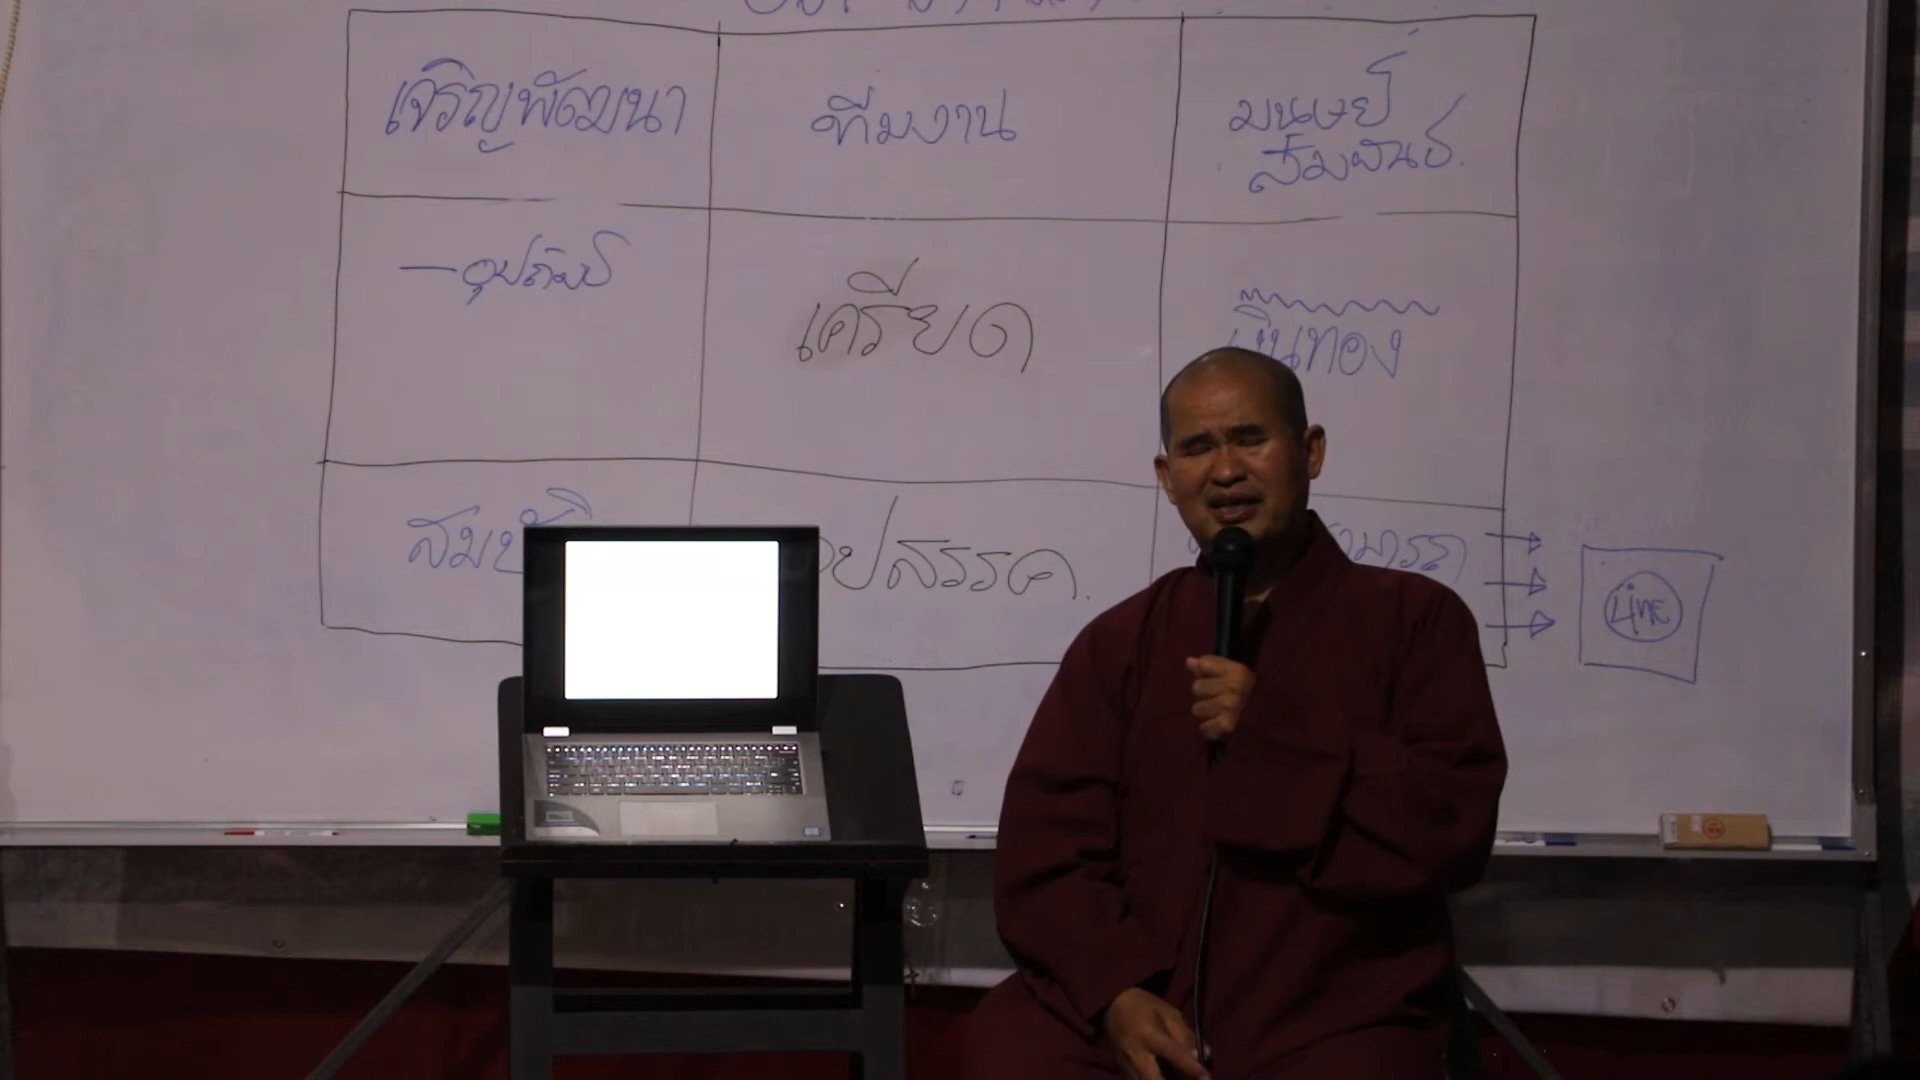 เจริญพัฒนา
ทีมงาน
มนุษย์
สัมพันธ์.
- อุปถัมป์
เครียด
เงินทอง
อุปสรรค.
LINE